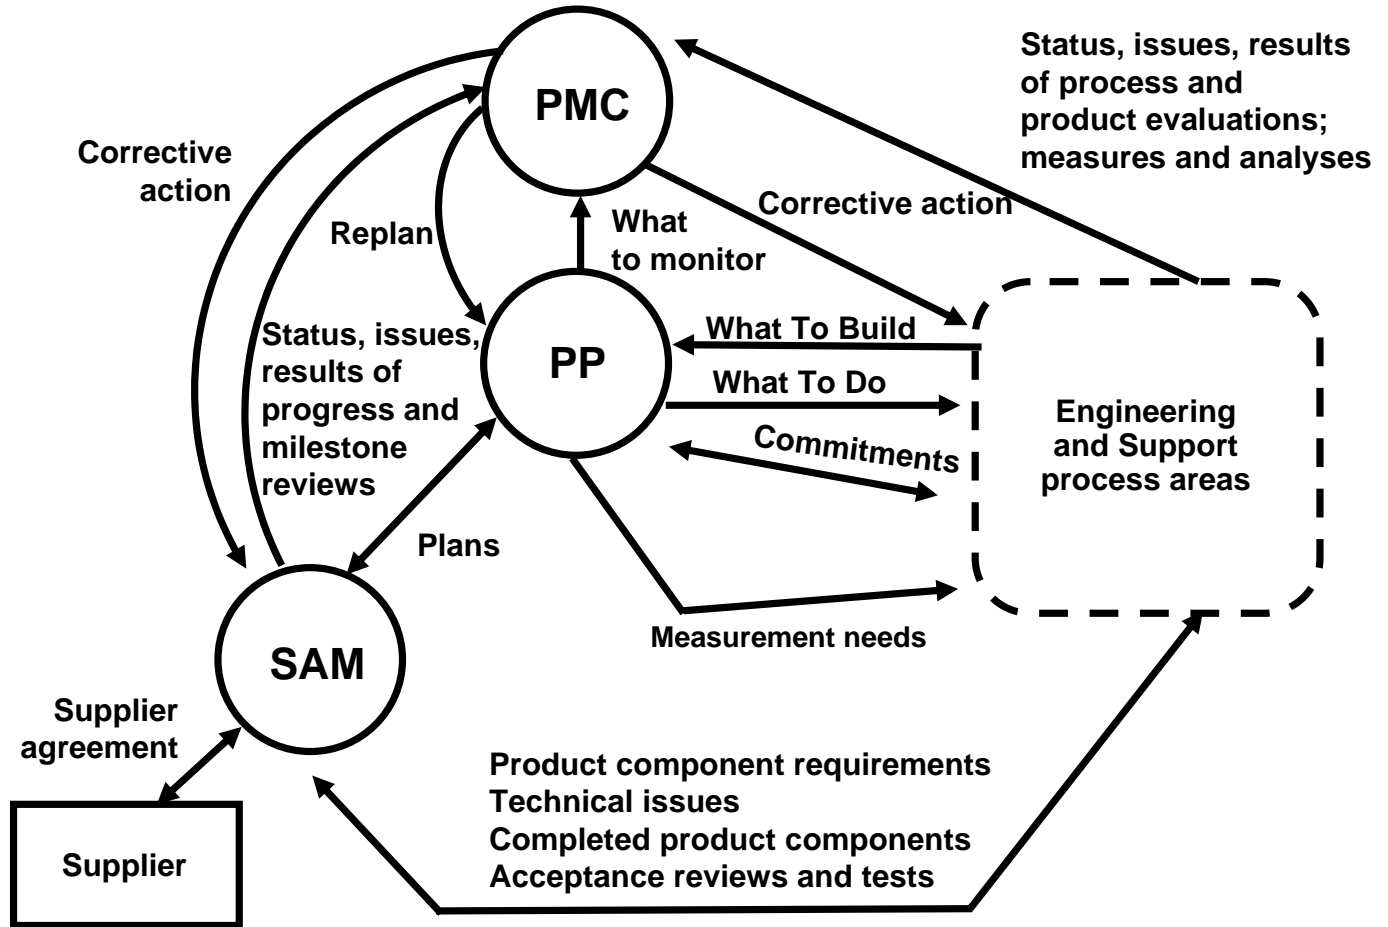 PMC
Status, issues, results
of process and
product evaluations;
measures and analyses
Corrective
action
Corrective action
Replan
What
to monitor
What To Build
PP
What To Do
Status, issues,
results of
progress and
milestone
reviews
Commitments
Engineering
and Support
process areas
Plans
Measurement needs
SAM
Supplier
agreement
Product component requirements
Technical issues
Completed product components
Acceptance reviews and tests
Supplier